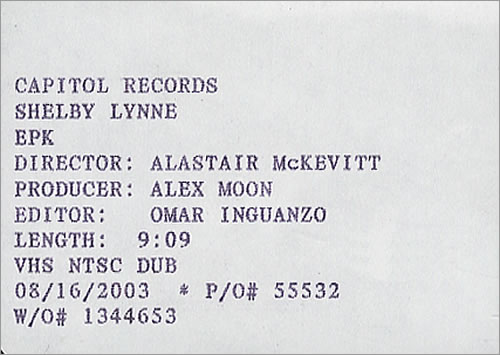 CAPITOL RECORDS
SHELBY LYNNE
EPK
DIRECTOR: ALASTAIR McKEVITT
PRODUCER: ALEX MOON
EDITOR: OMAR INGUANZO
LENGTH: 9:09
VHS NTSC DUB
08/16/2003 * P/O# 55532
W/O# 1344653